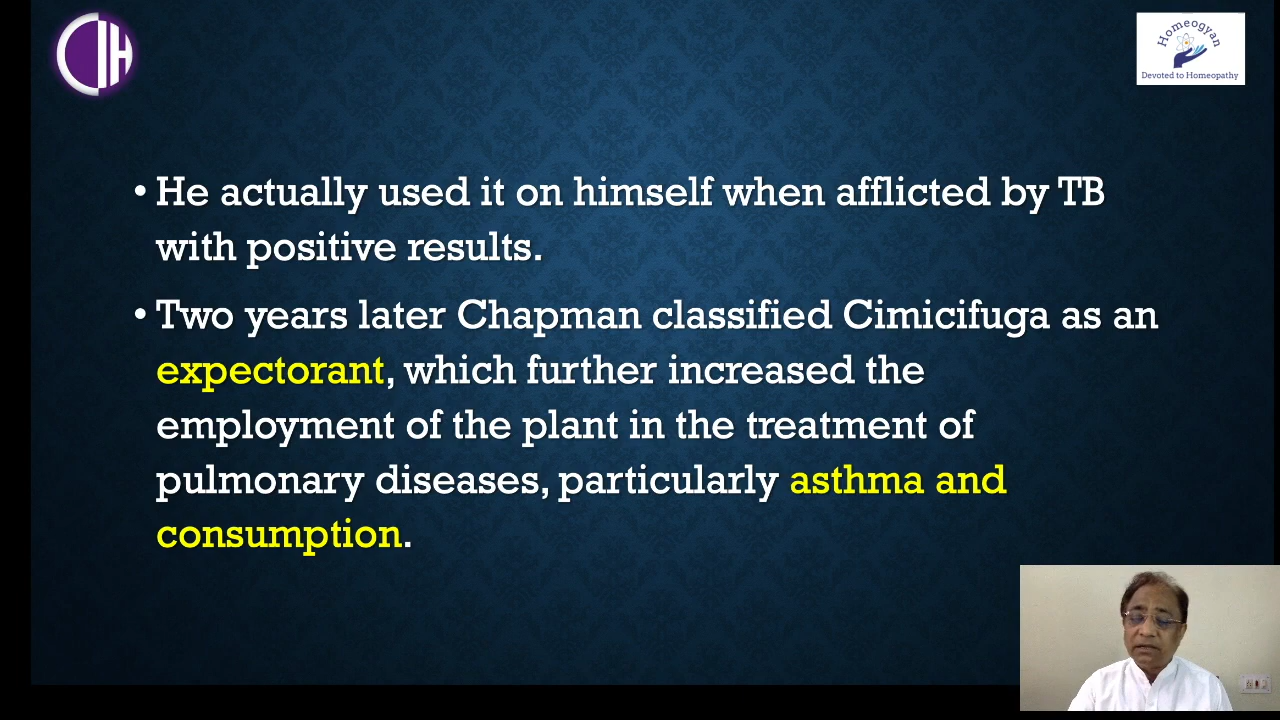 Homeogyan
Devoted to Homeopathy
• He actually used it on himself when afflicted by TB
with positive results.
• Two years later Chapman classified Cimicifuga as an
expectorant, which further increased the
employment of the plant in the treatment of
pulmonary diseases, particularly asthma and
consumption.